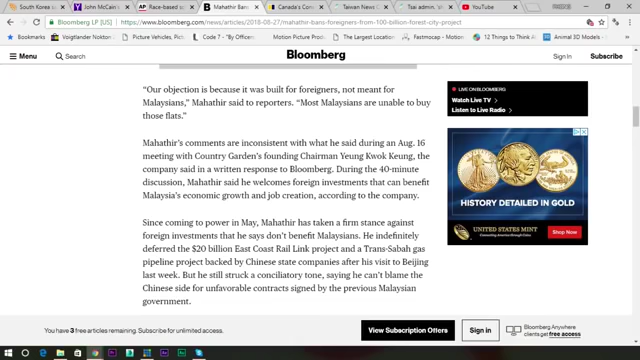 South Korea s
John McCain'
Race-based sc
Mahathir Bans
Canada's Cons
Taiwan News
Tsai admin. 's
YouTube
Bloomberg LP [US] | https://www.bloomberg.com/news/articles/2018-08-27/mahathir-bans-foreigners-from-100-billion-forest-city-project
Bookmarks
Voigtlander Nokton
Code 7 - By Officer
Motion Picture Prod
The Largest Location
Fastmocap - Motion C
12 Things to Think A
Other bookmarks
Menu
Search
Bloomberg
Sign In
Subscribe
“Our objection is because it was built for foreigners, not meant for
Malaysians,” Mahathir said to reporters. “Most Malaysians are unable to buy
those flats.”
Mahathir’s comments are inconsistent with what he said during an Aug. 16
meeting with Country Garden’s founding Chairman Yeung Kwok Keung, the
company said in a written response to Bloomberg. During the 40-minute
discussion, Mahathir said he welcomes foreign investments that can benefit
Malaysia’s economic growth and job creation, according to the company.
Since coming to power in May, Mahathir has taken a firm stance against
foreign investments that he says don’t benefit Malaysians. He indefinitely
deferred the $20 billion East Coast Rail Link project and a Trans-Sabah gas
pipeline project backed by Chinese state companies after his visit to Beijing
last week. But he still struck a conciliatory tone, saying he can’t blame the
Chinese side for unfavorable contracts signed by the previous Malaysian
government.
LIVE ON BLOOMBERG
Watch Live TV >
Listen to Live Radio >
HISTORY DETAILED IN GOLD
UNITED STATES MINT
Shop Now
You have 3 free articles remaining. Subscribe for unlimited access.
View Subscription Offers
Sign in
Bloomberg Anywhere
clients get free access